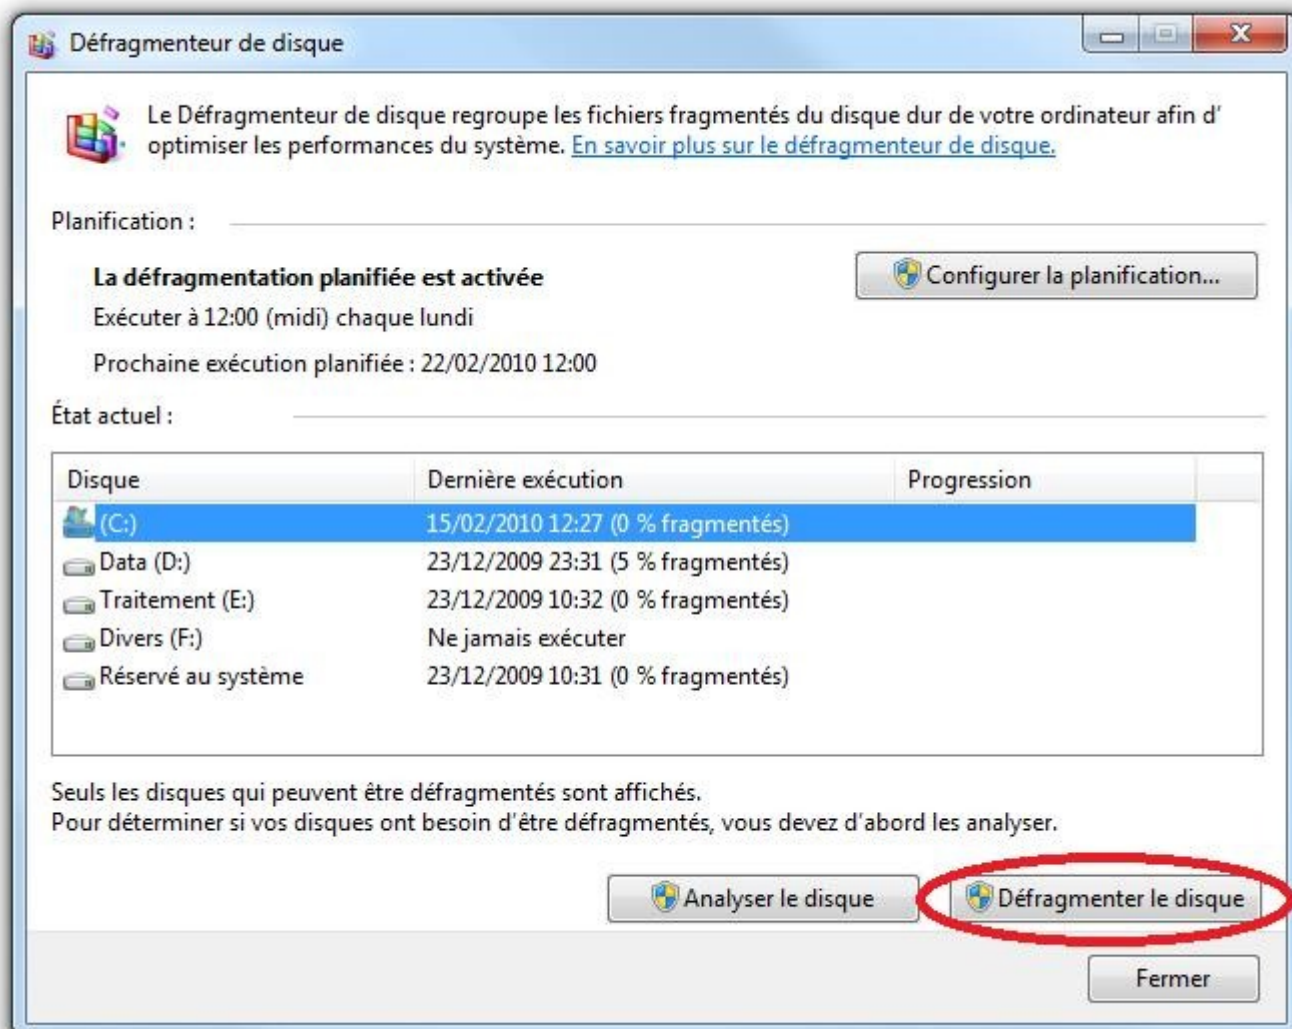 Défragmenteur de disque
Le Défragmenteur de disque regroupe les fichiers fragmentés du disque dur de votre ordinateur afin d'
optimiser les performances du système. En savoir plus sur le défragmenteur de disque.
Planification :
La défragmentation planifiée est activée
Configurer la planification...
Exécuter à 12:00 (midi) chaque lundi
Prochaine exécution planifiée : 22/02/2010 12:00
État actuel :
Disque Dernière exécution Progression
(C:) 15/02/2010 12:27 (0 % fragmentés)
Data (D:) 23/12/2009 23:31 (5 % fragmentés)
Traitement (E:) 23/12/2009 10:32 (0 % fragmentés)
Divers (F:) Ne jamais exécuter
Réservé au système 23/12/2009 10:31 (0 % fragmentés)
Seuls les disques qui peuvent être défragmentés sont affichés.
Pour déterminer si vos disques ont besoin d'être défragmentés, vous devez d'abord les analyser.
Analyser le disque Défragmenter le disque
Fermer